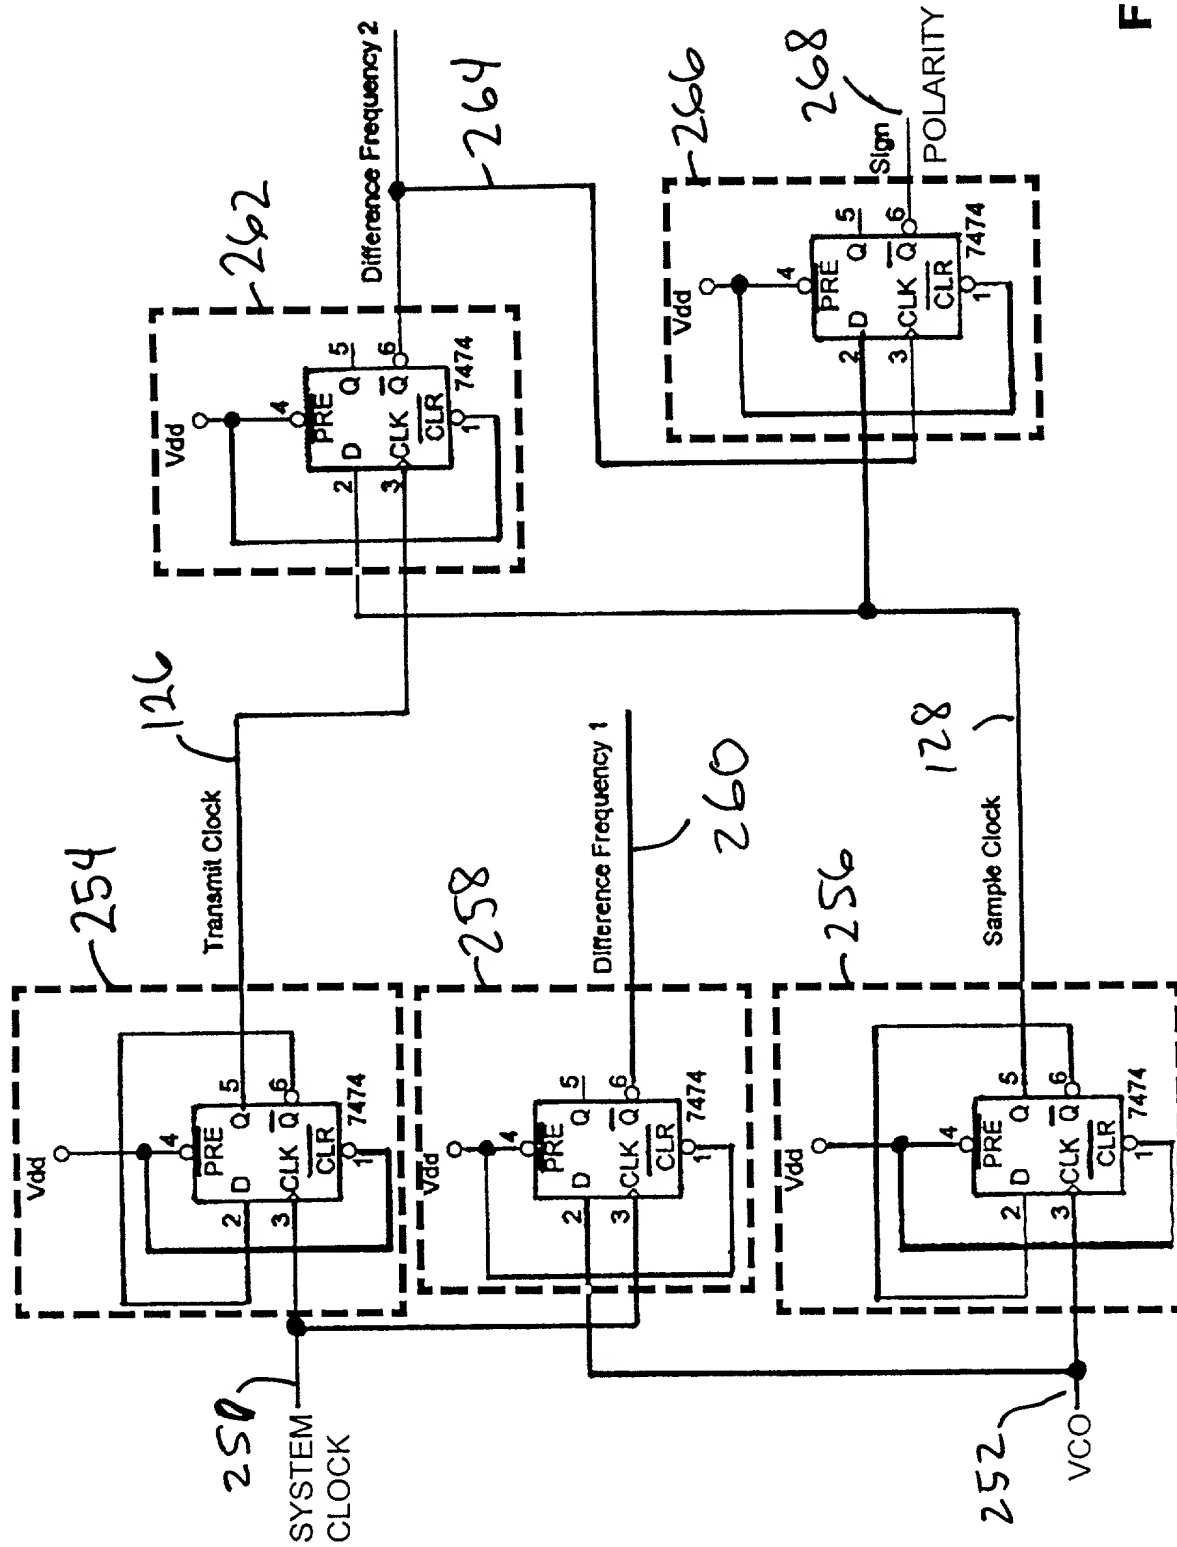 254
Vdd
4
PRE
2
D
Q
5
3
CLK
Q
6
CLR
1
7474
Transmit Clock
126
SYSTEM
CLOCK
262
Vdd
4
PRE
2
D
Q
5
3
CLK
Q
6
CLR
1
7474
Difference Frequency 2
264
258
Vdd
4
PRE
2
D
Q
5
3
CLK
Q
6
CLR
1
7474
Difference Frequency 1
260
256
Vdd
4
PRE
2
D
Q
5
3
CLK
Q
6
CLR
1
7474
Sample Clock
128
252
VCO
266
Vdd
4
PRE
2
D
Q
5
3
CLK
Q
6
CLR
1
7474
Sign
268
POLARITY
F